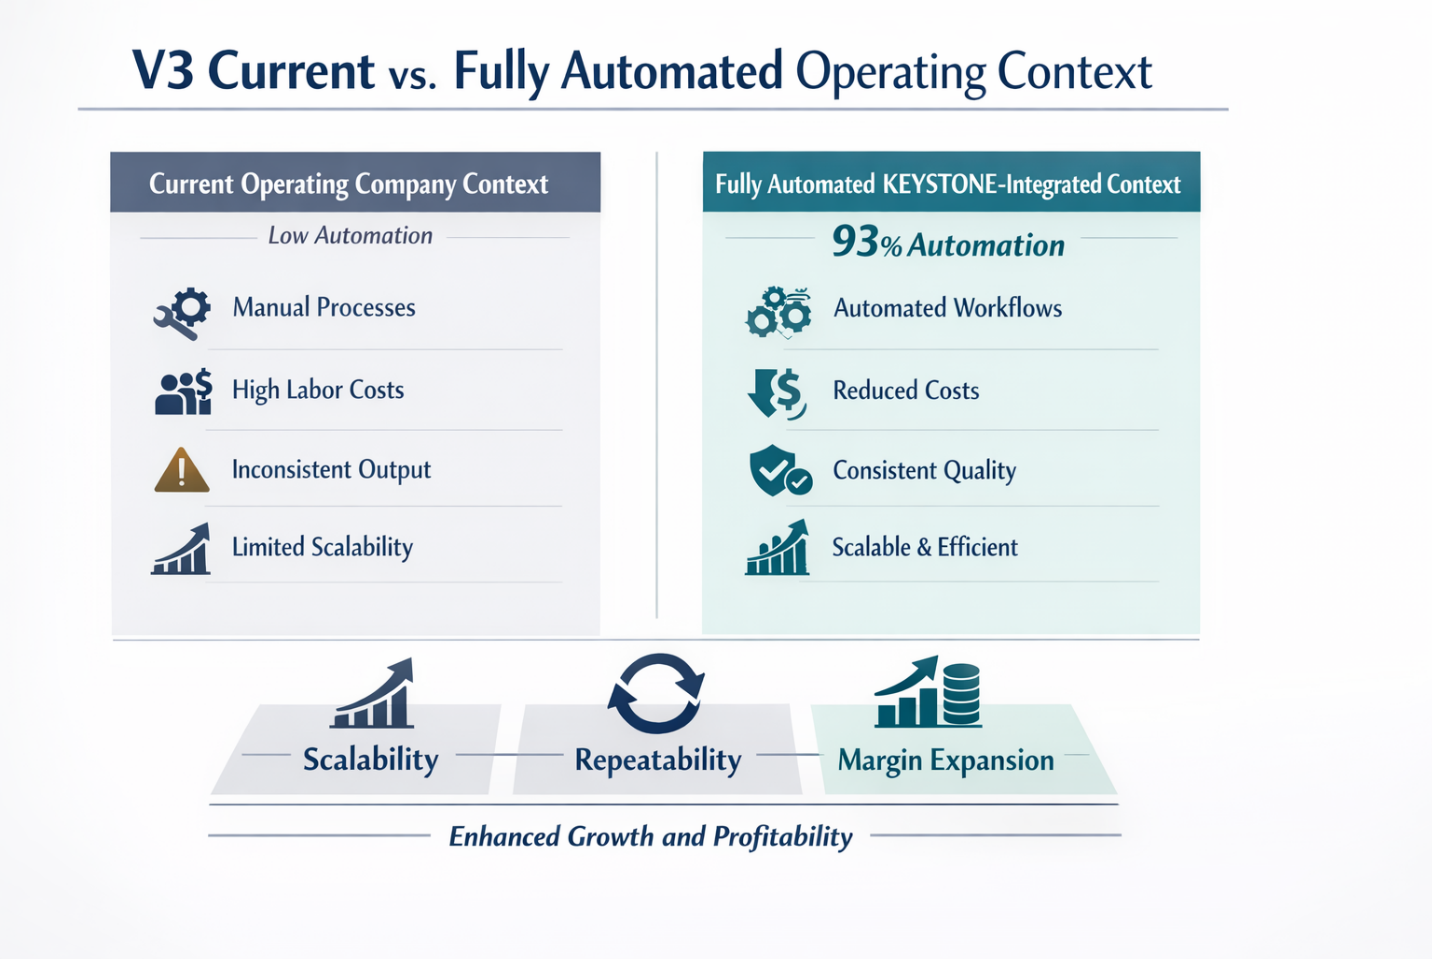 V3 Current vs. Fully Automated Operating Context
Current Operating Company Context
Low Automation
Manual Processes
$
High Labor Costs
!
Inconsistent Output
Limited Scalability
Fully Automated KEYSTONE-Integrated Context
93% Automation
Automated Workflows
$
Reduced Costs
Consistent Quality
Scalable & Efficient
Scalability
Repeatability
Margin Expansion
Enhanced Growth and Profitability